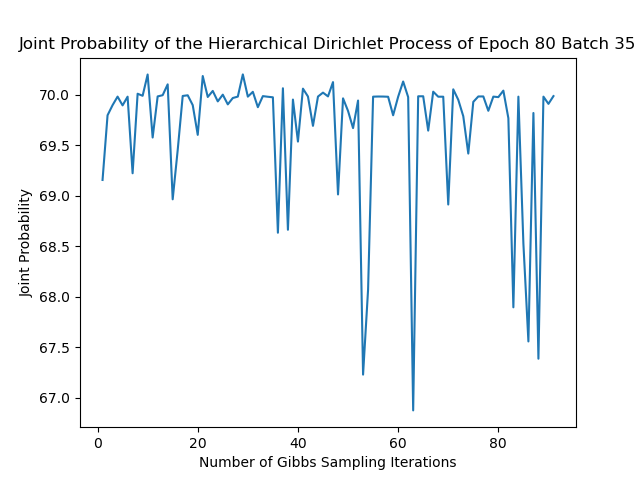 Joint Probability of the Hierarchical Dirichlet Process of Epoch 80 Batch 35
70.0
69.5
69.0
68.5
68.0
67.5
67.0
Joint Probability
0 20 40 60 80
Number of Gibbs Sampling Iterations